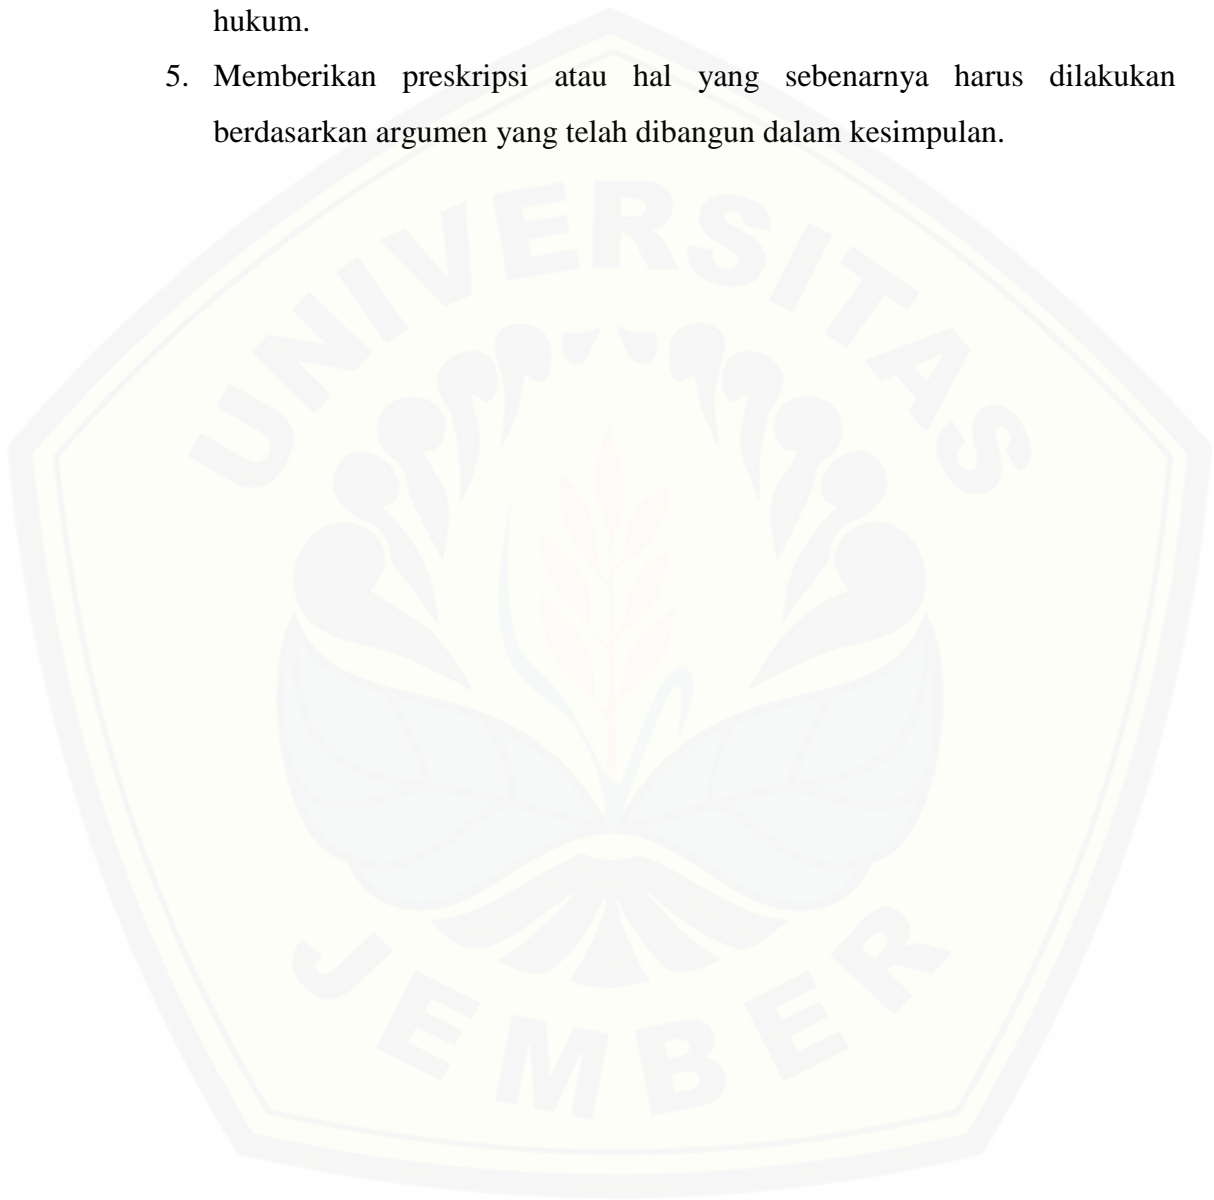 hukum.
5. Memberikan preskripsi atau hal yang sebenarnya harus dilakukan
berdasarkan argumen yang telah dibangun dalam kesimpulan.
UNIVERSITAS
JEMBER